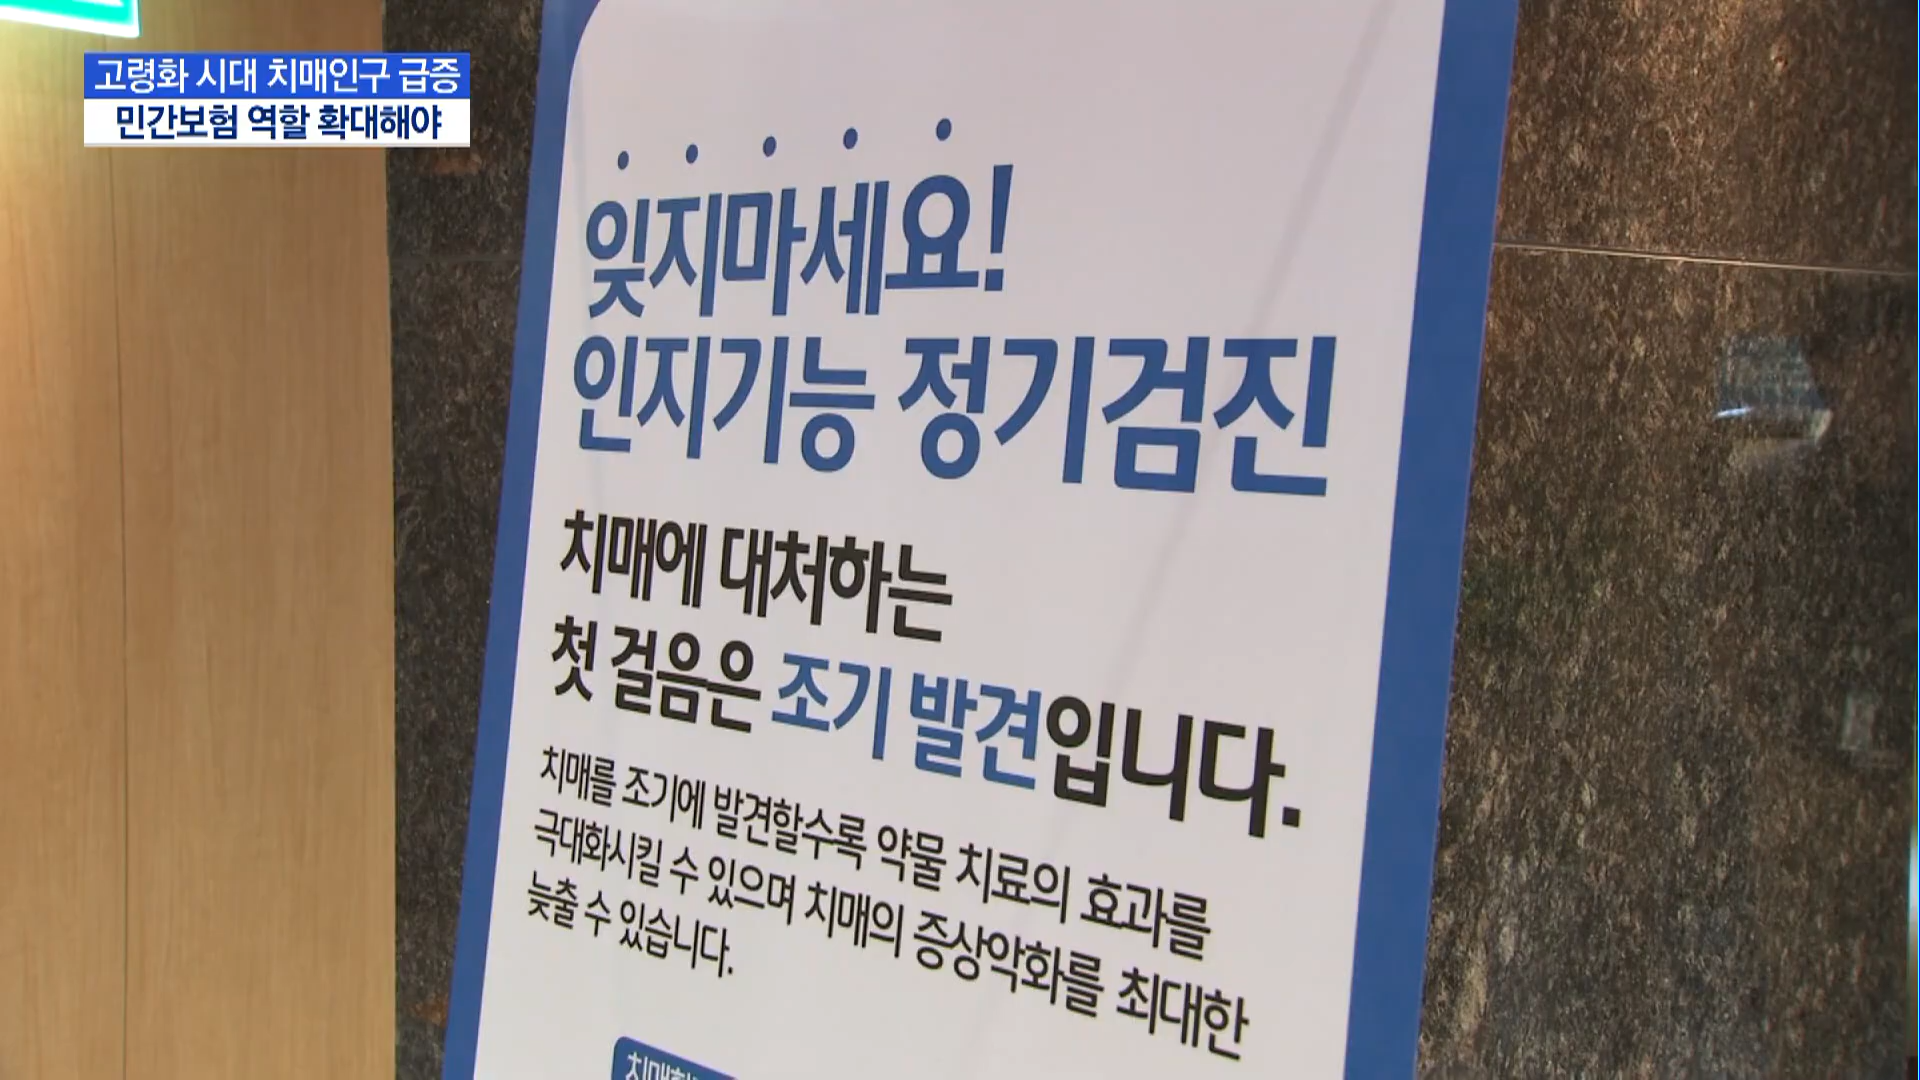 고령화 시대 치매인구 급증
민간보험 역할 확대해야
잊지마세요!
인지기능 정기검진
치매에 대처하는
첫 걸음은 조기 발견입니다.
치매를 조기에 발견할수록 약물 치료의 효과를
극대화시킬 수 있으며 치매의 증상악화를 최대한
늦출 수 있습니다.